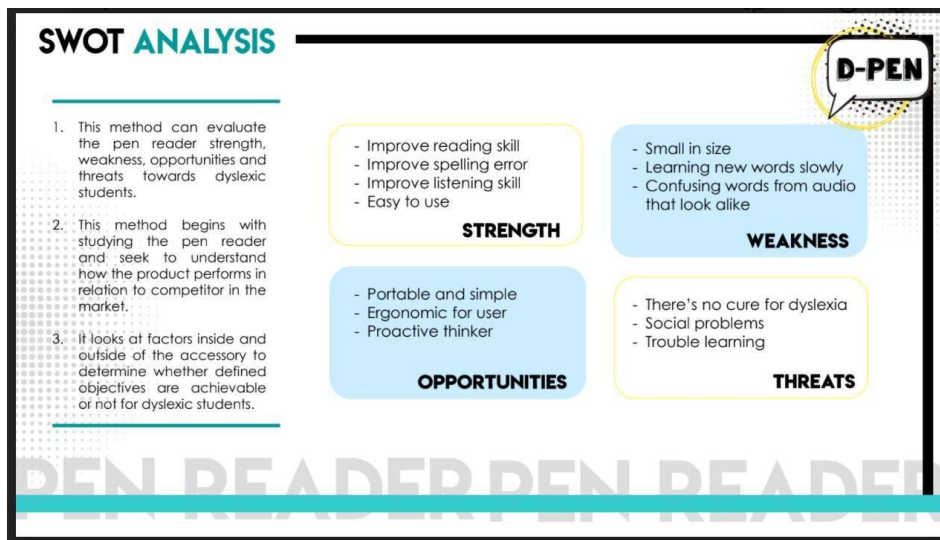 SWOT ANALYSIS
D-PEN
1. This method can evaluate
the pen reader strength,
weakness, opportunities and
threats towards dyslexic
students.
2. This method begins with
studying the pen reader
and seek to understand
how the product performs in
relation to competitor in the
market.
3. It looks at factors inside and
outside of the accessory to
determine whether defined
objectives are achievable
or not for dyslexic students.
- Improve reading skill
- Improve spelling error
- Improve listening skill
- Easy to use
STRENGTH
- Small in size
- Learning new words slowly
- Confusing words from audio
that look alike
WEAKNESS
- Portable and simple
- Ergonomic for user
- Proactive thinker
OPPORTUNITIES
- There's no cure for dyslexia
- Social problems
- Trouble learning
THREATS
PEN READER PEN READER